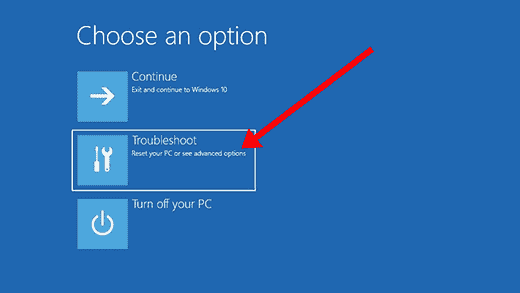 Choose an option
Continue
Exit and continue to Windows 10
Troubleshoot
Reset your PC or see advanced options
Turn off your PC